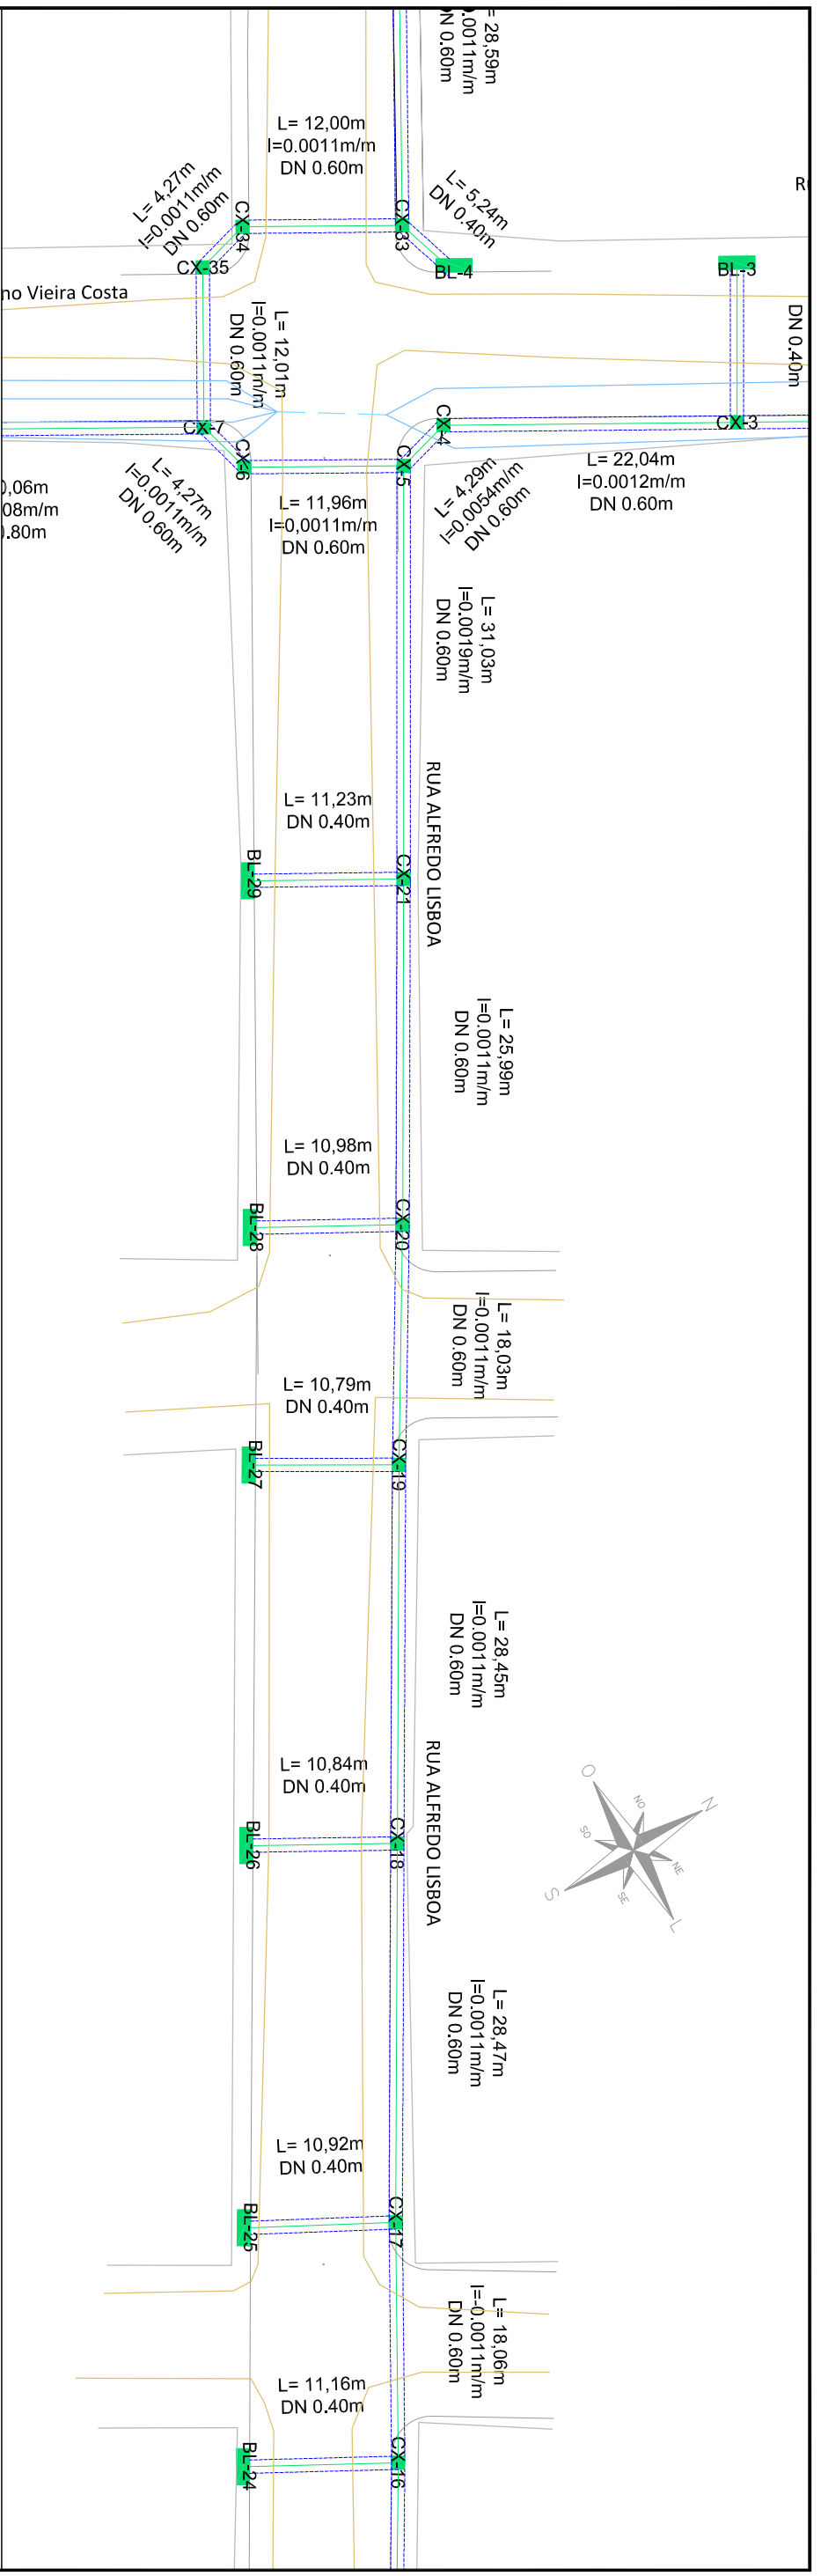 = 28,59m
0.0011m/m
N 0.60m
L= 12,00m
I=0.0011m/m
DN 0.60m
L= 4,27m
I=0.0011m/m
DN 0.60m
L= 5,24m
DN 0.40m
R
CX-34
CX-33
CX-35
BL-4
BL-3
no Vieira Costa
L= 12,01m
I=0.0011m/m
DN 0.60m
DN 0.40m
CX-7
CX-4
CX-3
CX-6
CX-5
L= 4,27m
I=0.0011m/m
DN 0.60m
L= 11,96m
I=0,0011m/m
DN 0.60m
L= 4,29m
I=0.0054m/m
DN 0.60m
L= 22,04m
I=0.0012m/m
DN 0.60m
,06m
08m/m
.80m
L= 31,03m
I=0.0019m/m
DN 0.60m
RUA ALFREDO LISBOA
L= 11,23m
DN 0.40m
BL-29
CX-21
L= 25,99m
I=0.0011m/m
DN 0.60m
L= 10,98m
DN 0.40m
BL-28
CX-20
L= 18,03m
I=0.0011m/m
DN 0.60m
L= 10,79m
DN 0.40m
BL-27
CX-19
L= 28,45m
I=0.0011m/m
DN 0.60m
L= 10,84m
DN 0.40m
RUA ALFREDO LISBOA
BL-26
CX-18
O
NO
N
SO
NE
S
SE
L
L= 28,47m
I=0.0011m/m
DN 0.60m
L= 10,92m
DN 0.40m
BL-25
CX-17
L= 18,06m
I=-0.0011m/m
DN 0.60m
L= 11,16m
DN 0.40m
BL-24
CX-16